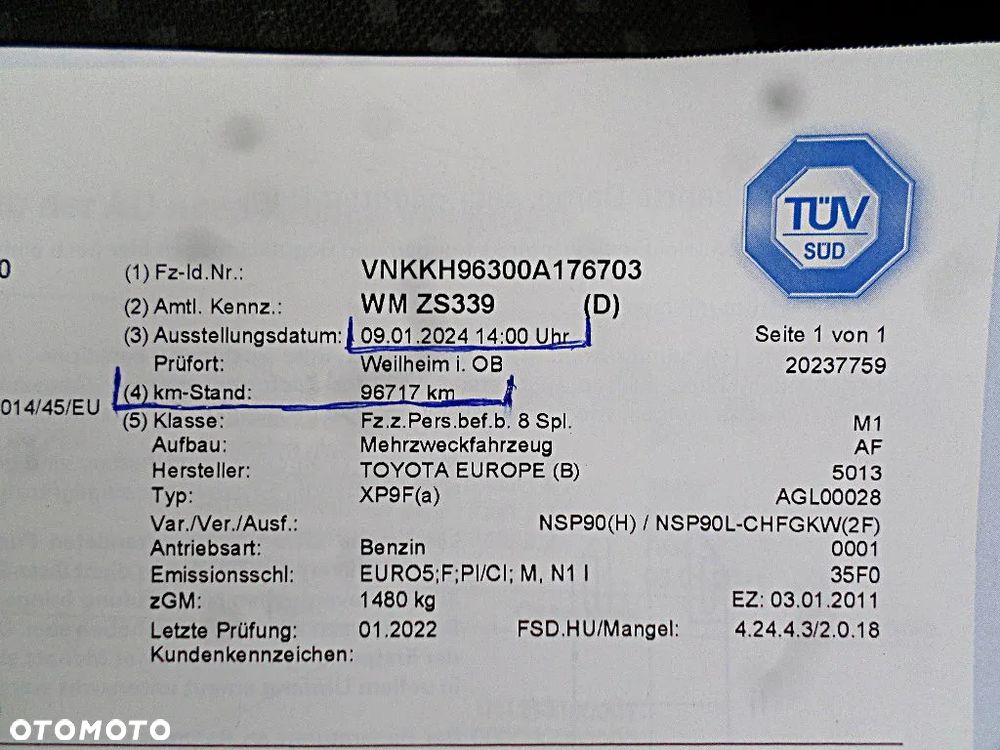 TÜV
SÜD
0
(1) Fz-Id.Nr.: VNKKH96300A176703
(2) Amtl. Kennz.: WM ZS339 (D)
(3) Ausstellungsdatum: 09.01.2024 14:00 Uhr Seite 1 von 1
Prüfort: Weilheim i. OB 20237759
(4) km-Stand: 96717 km
014/45/EU
(5) Klasse: Fz.z.Pers.bef.b. 8 Spl. M1
Aufbau: Mehrzweckfahrzeug AF
Hersteller: TOYOTA EUROPE (B) 5013
Typ: XP9F(a) AGL00028
Var./Ver./Ausf.: NSP90(H) / NSP90L-CHFGKW(2F)
Antriebsart: Benzin 0001
Emissionsschl: EURO5;F;PI/CI; M, N1 I 35F0
zGM: 1480 kg EZ: 03.01.2011
Letzte Prüfung: 01.2022 FSD.HU/Mangel: 4.24.4.3/2.0.18
Kundenkennzeichen:
OTOMOTO